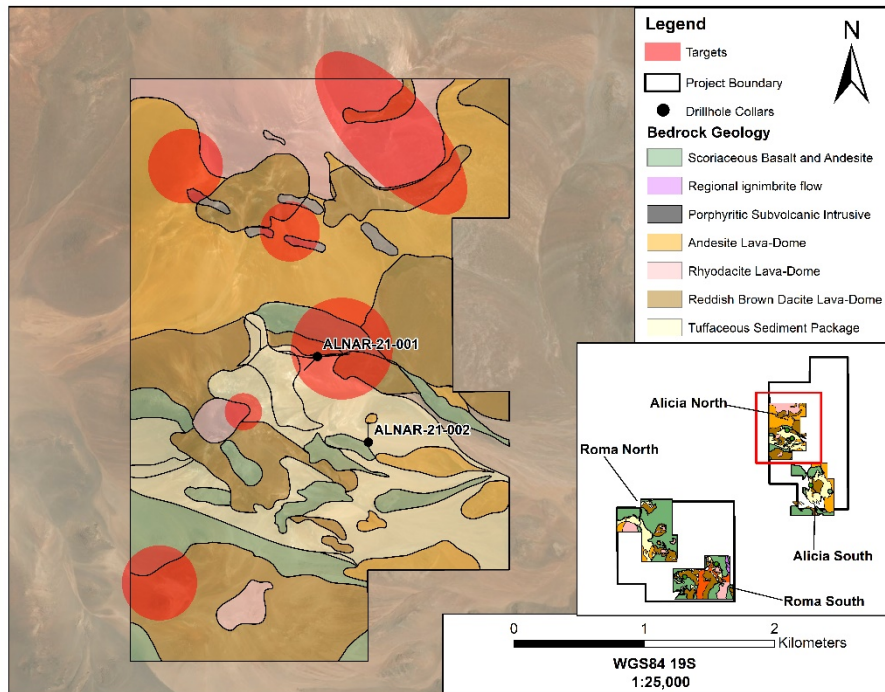 Legend
N
Targets
Project Boundary
Drillhole Collars
Bedrock Geology
Scoriaceous Basalt and Andesite
Regional ignimbrite flow
Porphyritic Subvolcanic Intrusive
Andesite Lava-Dome
Rhyodacite Lava-Dome
Reddish Brown Dacite Lava-Dome
Tuffaceous Sediment Package
ALNAR-21-001
ALNAR-21-002
Alicia North
Roma North
Alicia South
Roma South
0 1 2
Kilometers
WGS84 19S
1:25,000